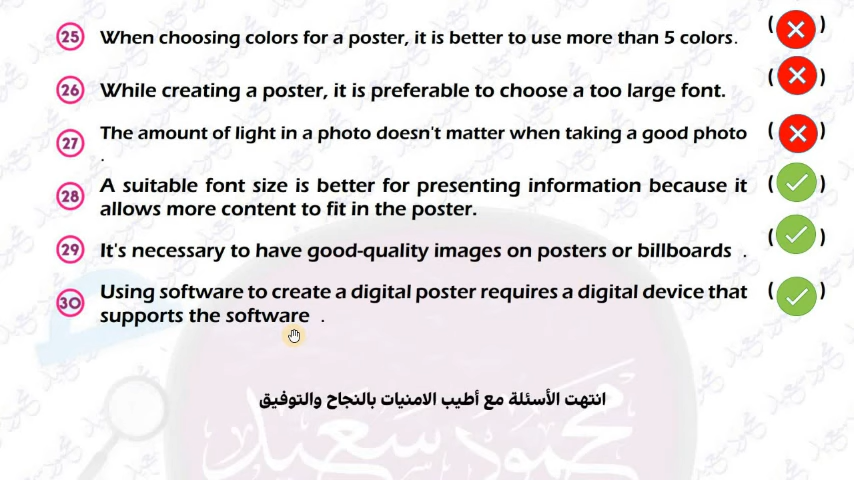 25 When choosing colors for a poster, it is better to use more than 5 colors. ( )
26 While creating a poster, it is preferable to choose a too large font. ( )
27 The amount of light in a photo doesn't matter when taking a good photo ( )
.
28 A suitable font size is better for presenting information because it ( )
allows more content to fit in the poster.
29 It's necessary to have good-quality images on posters or billboards . ( )
30 Using software to create a digital poster requires a digital device that ( )
supports the software .
انتهت الأسئلة مع أطيب الامنيات بالنجاح والتوفيق
محمود سعيد